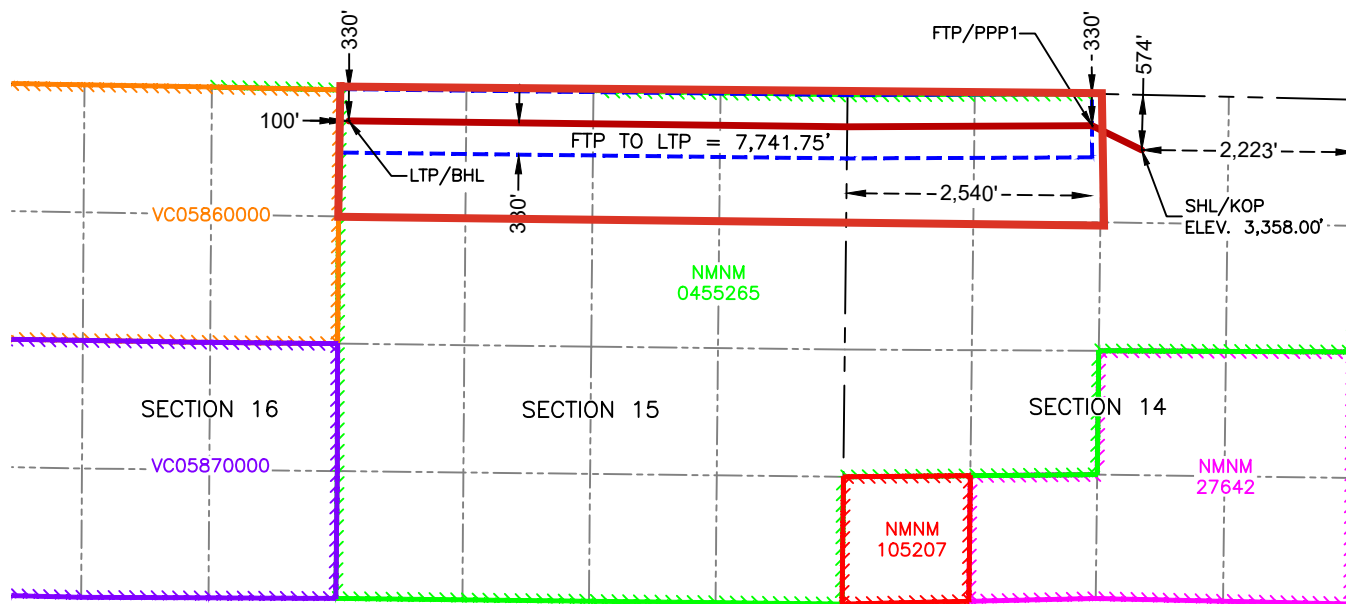 330'
FTP/PPP1
330'
574'
100'
FTP TO LTP = 7,741.75'
LTP/BHL
2,223'
2,540'
330'
SHL/KOP
ELEV. 3,358.00'
VC05860000
NMNM
0455265
SECTION 16
SECTION 15
SECTION 14
VC05870000
NMNM
27642
NMNM
105207